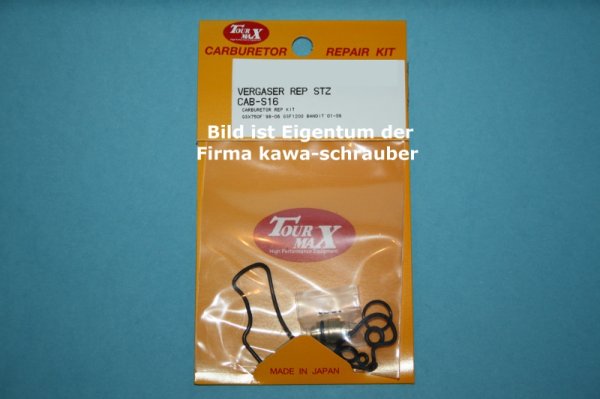 TOUR MAX
CARBURETOR REPAIR KIT
VERGASER REP STZ
CAB-S16
CARBURETOR REP KIT
GSX750F'98-06 GSF1200 BANDIT'01-05
Bild ist Eigentum der
Firma kawa-schrauber
TOUR MAX
High Performance Equipment
MADE IN JAPAN